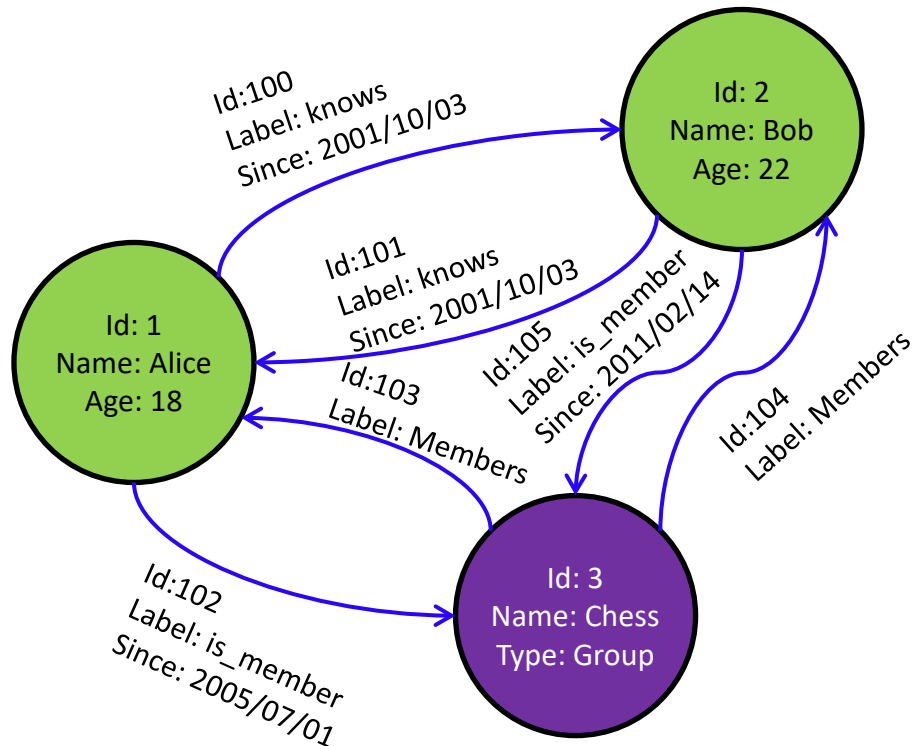 Id:100
Label: knows
Since: 2001/10/03
Id: 2
Name: Bob
Age: 22
Id:101
Label: knows
Since: 2001/10/03
Id: 1
Name: Alice
Age: 18
Id:105
Label: is_member
Since: 2011/02/14
Id:103
Label: Members
Id:104
Label: Members
Id:102
Label: is_member
Since: 2005/07/01
Id: 3
Name: Chess
Type: Group